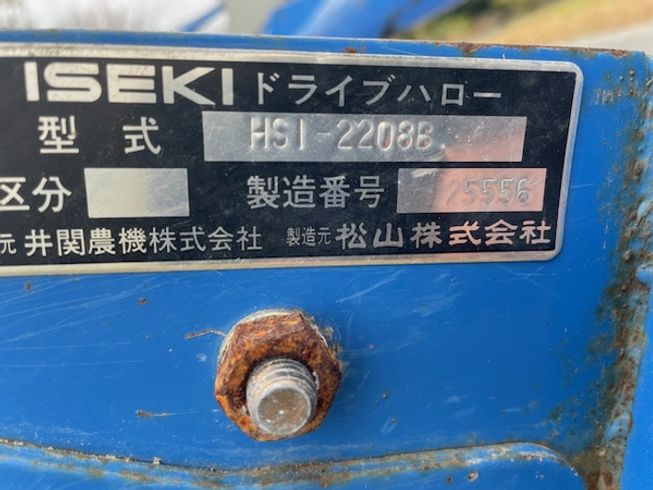 ISEKI ドライブハロー
型式 HSI-2208B
区分 製造番号 25556
元 井関農機株式会社 製造元 松山株式会社